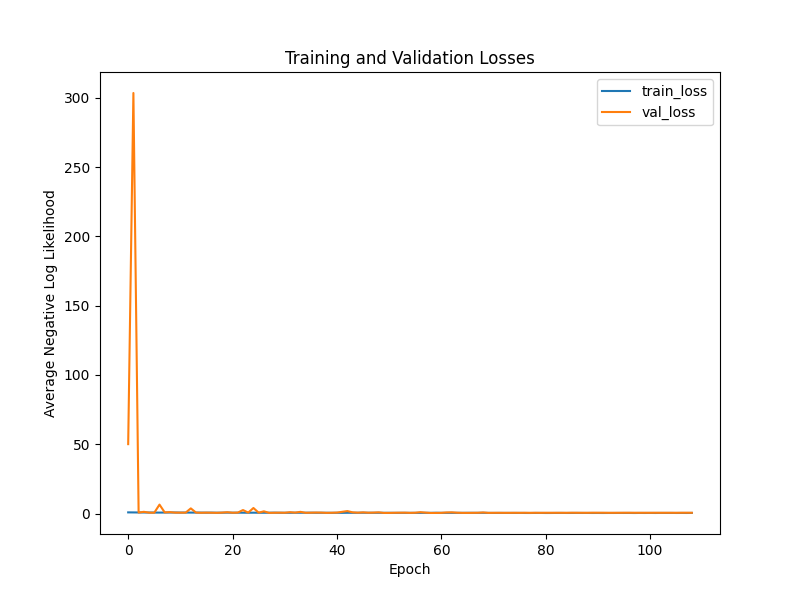 Training and Validation Losses
train_loss
val_loss
Average Negative Log Likelihood
300
250
200
150
100
50
0
0 20 40 60 80 100
Epoch